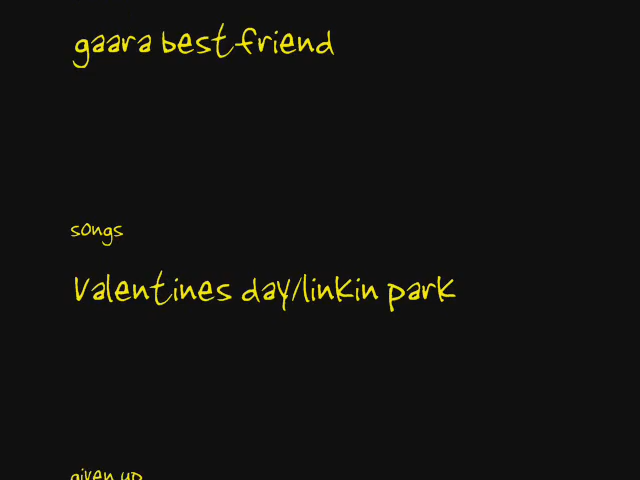 gaara best friend
songs
Valentines day/linkin park
given up